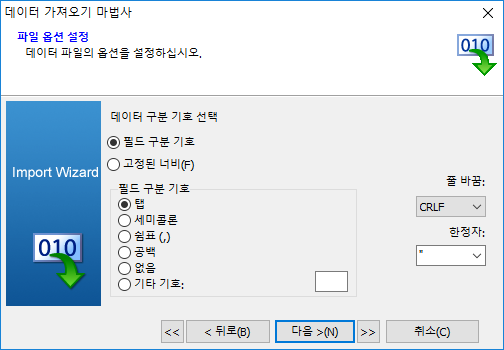 데이터 가져오기 마법사
파일 옵션 설정
데이터 파일의 옵션을 설정하십시오.
010
Import Wizard
010
데이터 구분 기호 선택
필드 구분 기호
고정된 너비(F)
필드 구분 기호
탭
세미콜론
쉼표 (,)
공백
없음
기타 기호:
풀 바꿈:
CRLF
한정자:
"
<<
< 뒤로(B)
다음 >(N)
>>
취소(C)